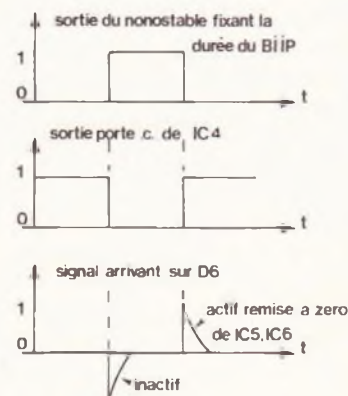 sortie du nonostable fixant la
durée du BiiP
1
0
t
sortie porte .c. de IC4
1
0
t
signal arrivant sur D6
1
actif remise a zero
de IC5, IC6
0
t
inactif